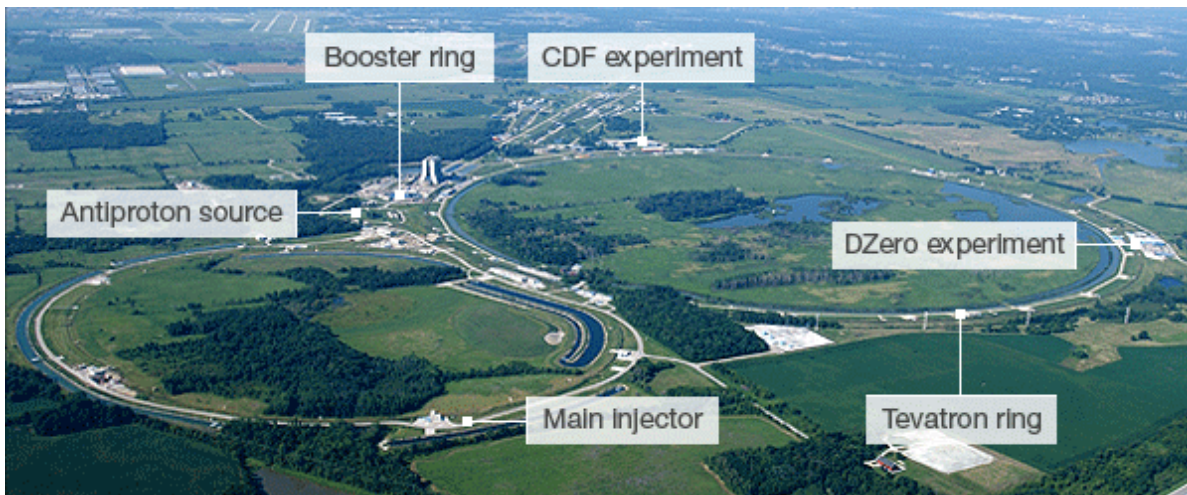 Booster ring
CDF experiment
Antiproton source
DZero experiment
Main injector
Tevatron ring